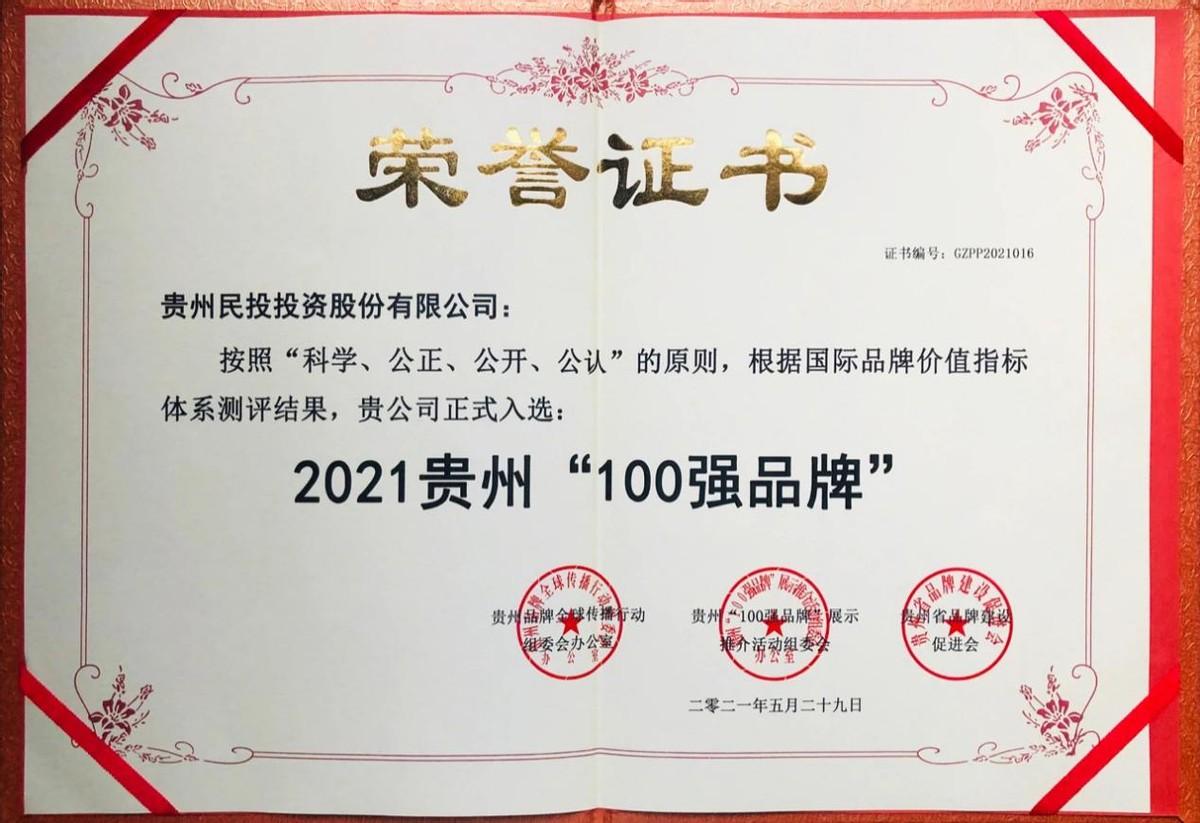 荣誉证书
证书编号：GZPP2021016
贵州民投投资股份有限公司：
按照“科学、公正、公开、公认”的原则，根据国际品牌价值指标
体系测评结果，贵公司正式入选：
2021贵州“100强品牌”
贵州品牌全球传播行动
组委会办公室
贵州“100强品牌”展示
推介活动组委会
贵州省品牌建设
促进会
二零二一年五月二十九日